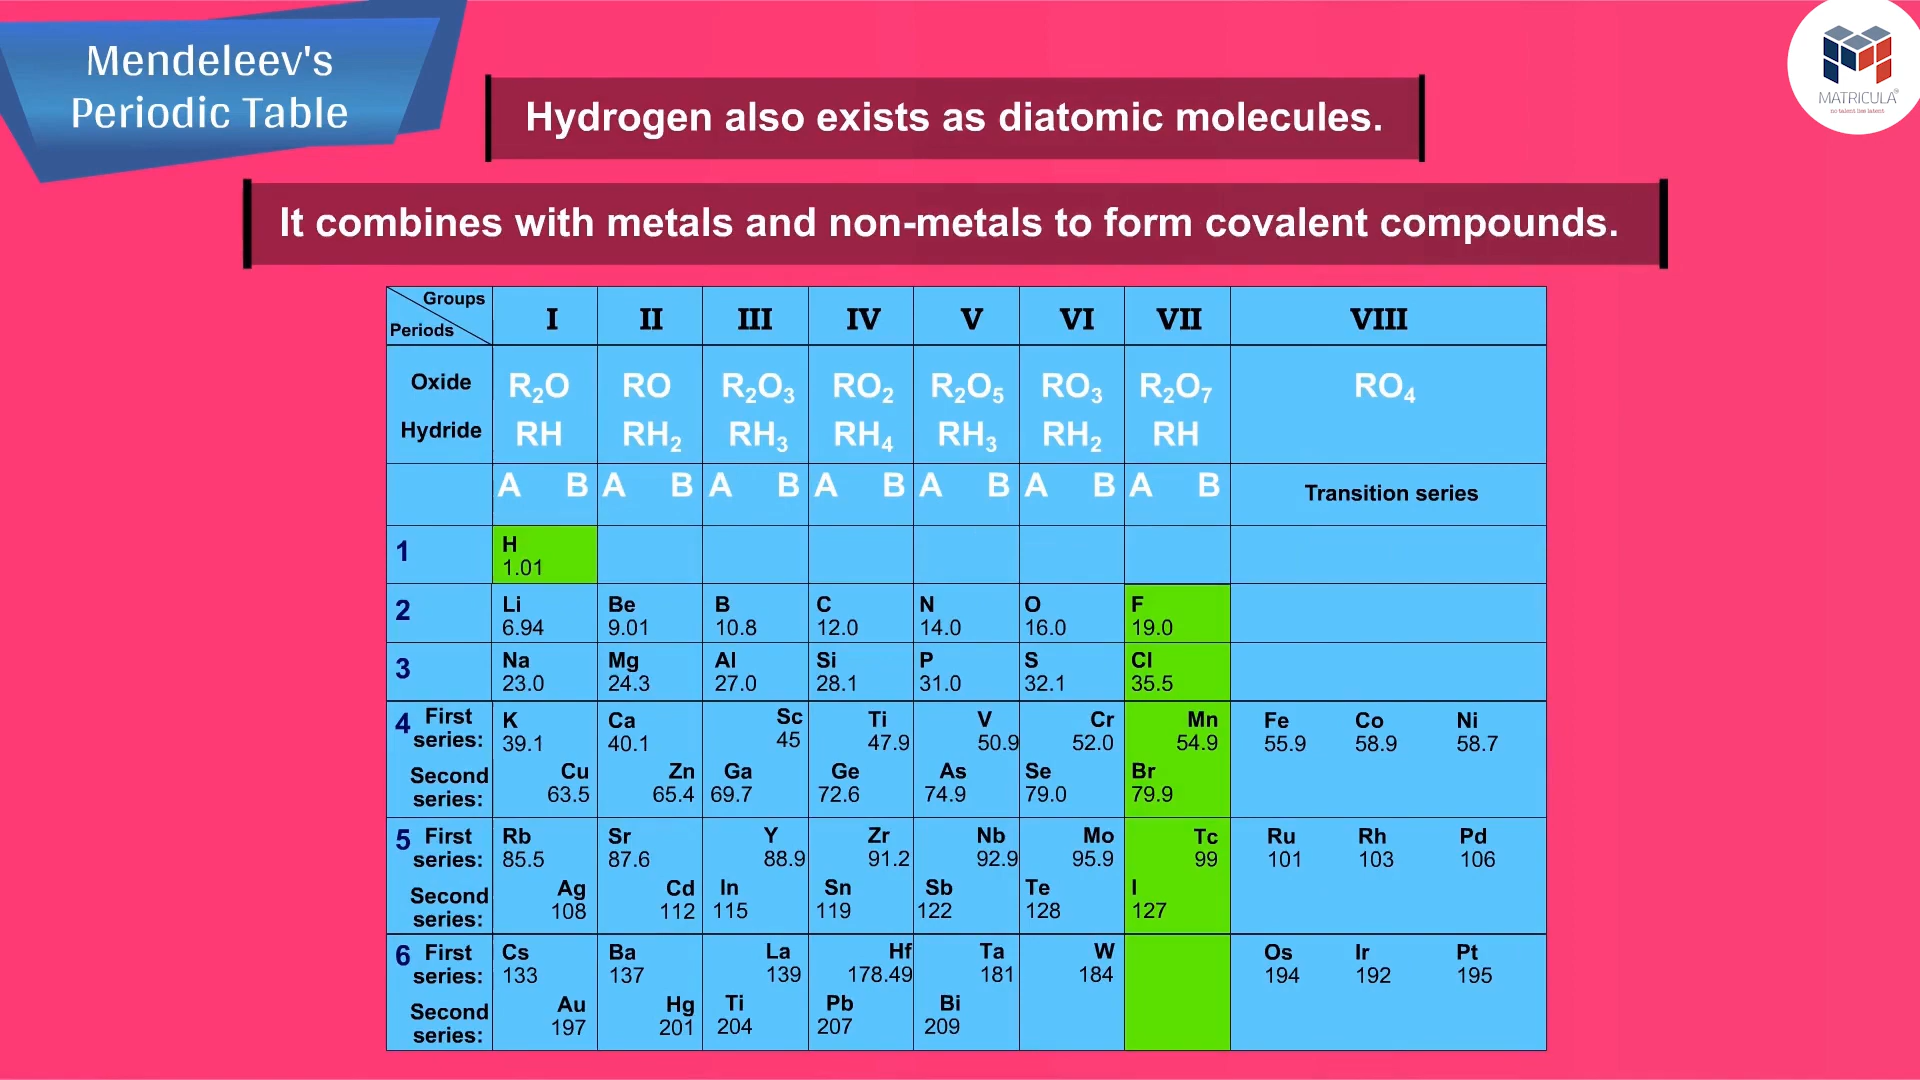 Mendeleev's
Periodic Table
MATRICULA®
no talent lies latent
Hydrogen also exists as diatomic molecules.
It combines with metals and non-metals to form covalent compounds.
Groups
Periods
I II III IV V VI VII VIII
Oxide R₂O RO R₂O₃ RO₂ R₂O₅ RO₃ R₂O₇ RO₄
Hydride RH RH₂ RH₃ RH₄ RH₃ RH₂ RH
A B A B A B A B A B A B A B Transition series
1 H
1.01
2 Li Be B C N O F
6.94 9.01 10.8 12.0 14.0 16.0 19.0
3 Na Mg Al Si P S Cl
23.0 24.3 27.0 28.1 31.0 32.1 35.5
4 First K Ca Sc Ti V Cr Mn Fe Co Ni
series: 39.1 40.1 45 47.9 50.9 52.0 54.9 55.9 58.9 58.7
Second Cu Zn Ga Ge As Se Br
series: 63.5 65.4 69.7 72.6 74.9 79.0 79.9
5 First Rb Sr Y Zr Nb Mo Tc Ru Rh Pd
series: 85.5 87.6 88.9 91.2 92.9 95.9 99 101 103 106
Second Ag Cd In Sn Sb Te I
series: 108 112 115 119 122 128 127
6 First Cs Ba La Hf Ta W Os Ir Pt
series: 133 137 139 178.49 181 184 194 192 195
Second Au Hg Ti Pb Bi
series: 197 201 204 207 209